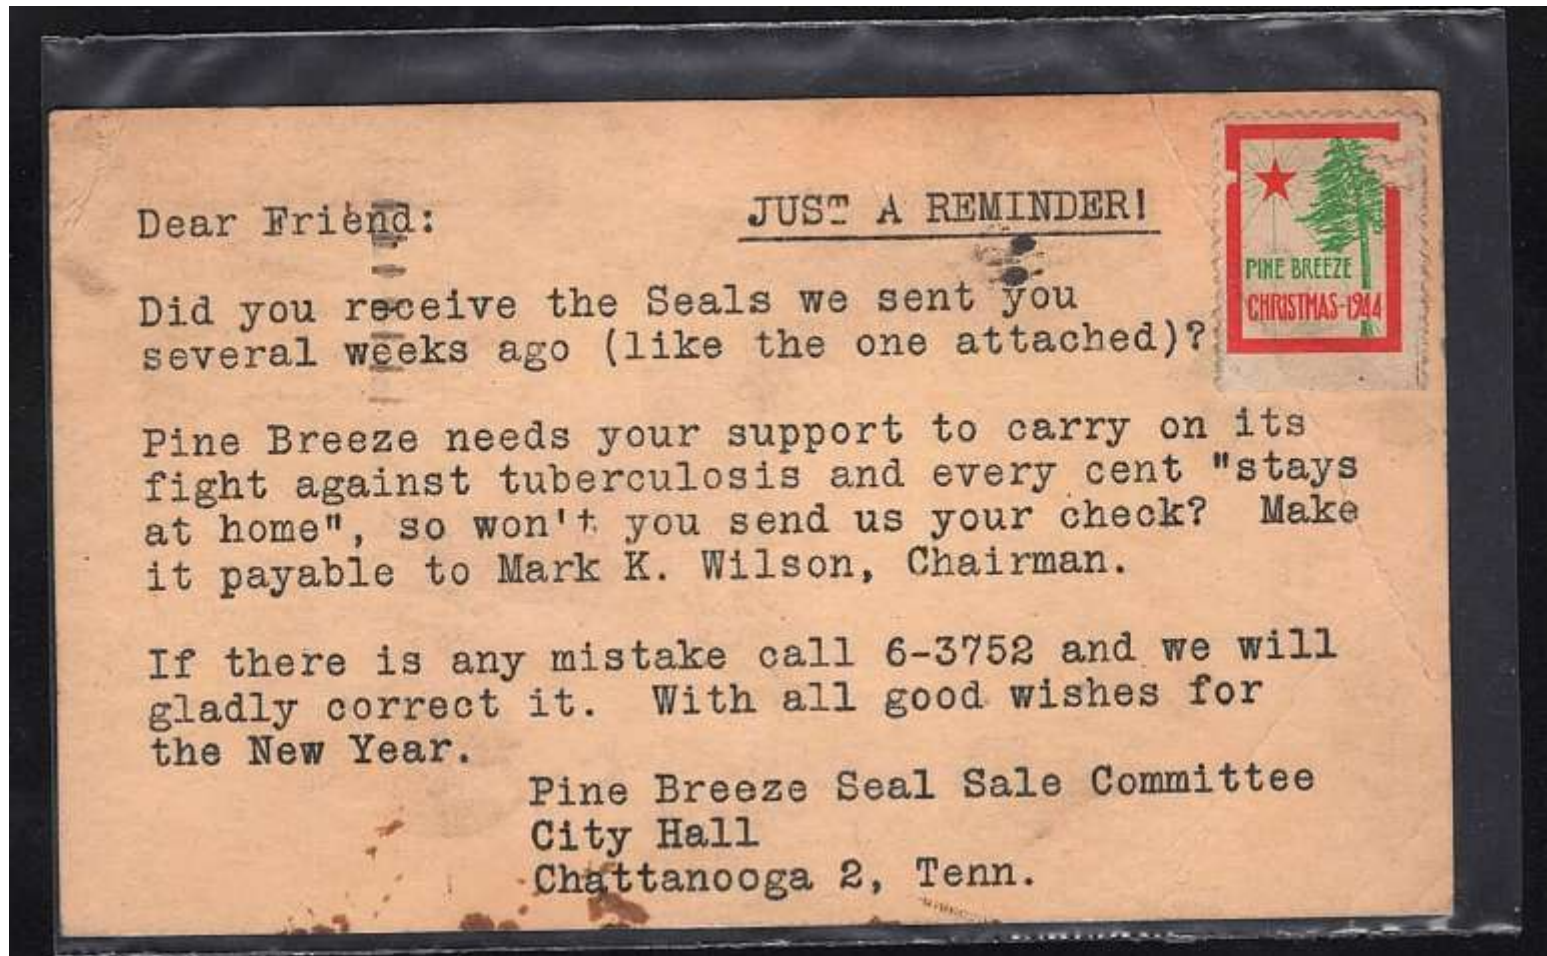 Dear Friend: JUST A REMINDER!
Did you receive the Seals we sent you
several weeks ago (like the one attached)?
PINE BREEZE
CHRISTMAS-1944
Pine Breeze needs your support to carry on its
fight against tuberculosis and every cent "stays
at home", so won't you send us your check? Make
it payable to Mark K. Wilson, Chairman.
If there is any mistake call 6-3752 and we will
gladly correct it. With all good wishes for
the New Year.
Pine Breeze Seal Sale Committee
City Hall
Chattanooga 2, Tenn.